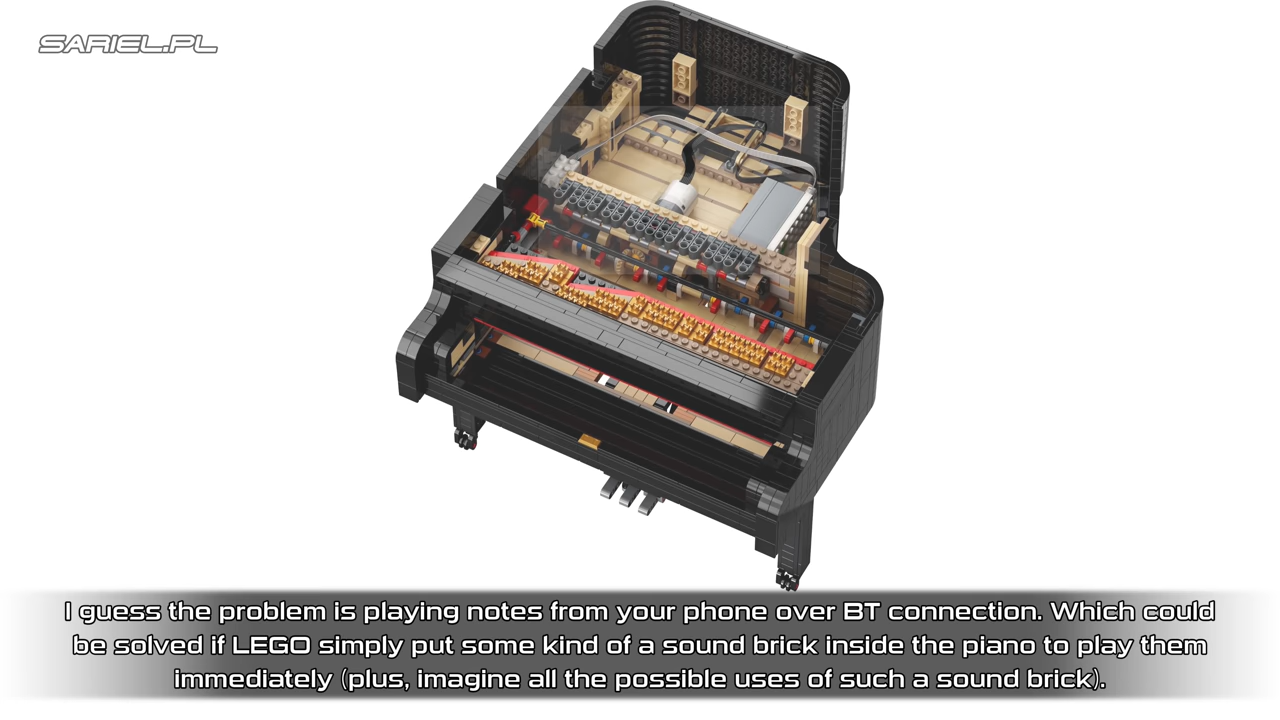 SARIEL.PL
I guess the problem is playing notes from your phone over BT connection. Which could
be solved if LEGO simply put some kind of a sound brick inside the piano to play them
immediately (plus, imagine all the possible uses of such a sound brick).